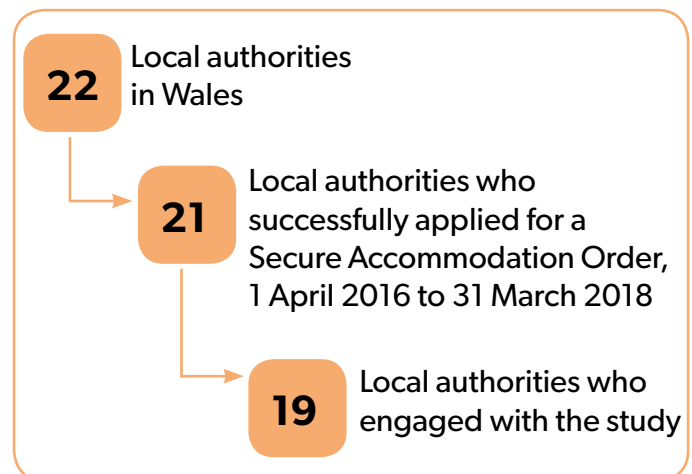 22
Local authorities
in Wales
21
Local authorities who
successfully applied for a
Secure Accommodation Order,
1 April 2016 to 31 March 2018
19
Local authorities who
engaged with the study